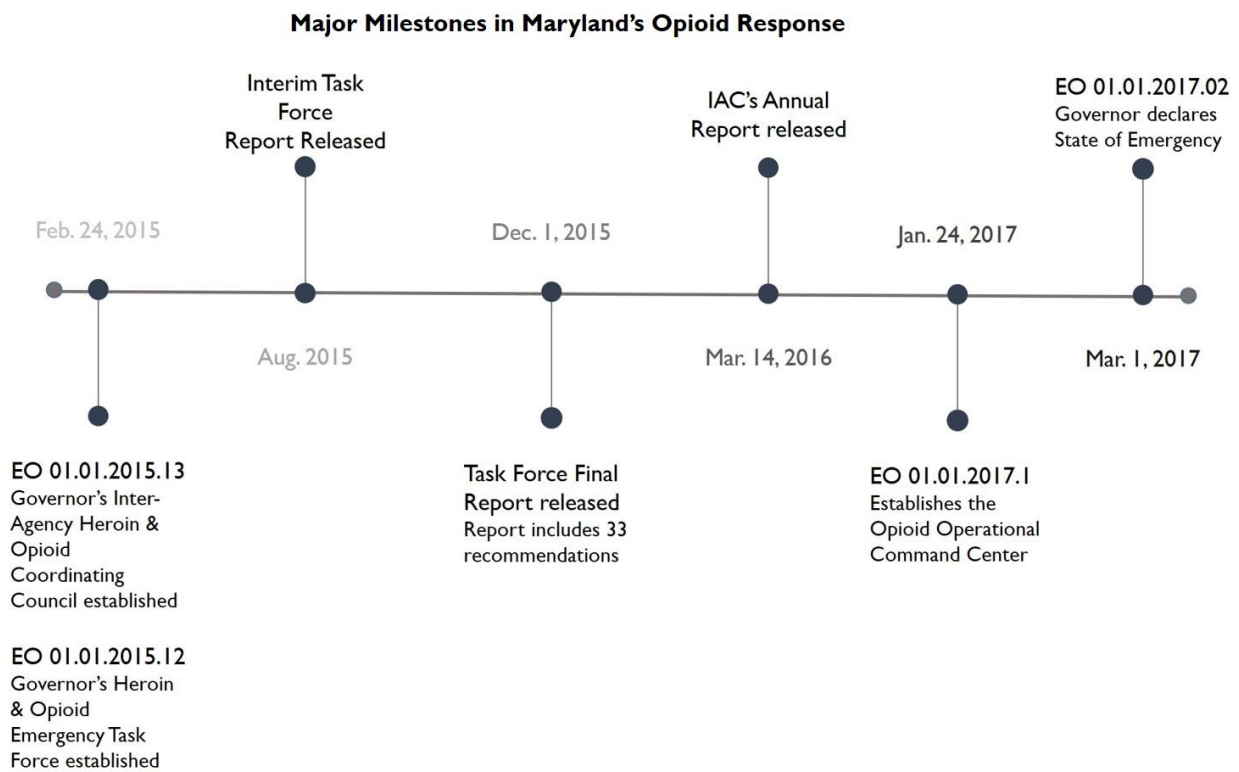 Major Milestones in Maryland's Opioid Response
Interim Task
Force
Report Released
IAC's Annual
Report released
EO 01.01.2017.02
Governor declares
State of Emergency
Feb. 24, 2015
Dec. 1, 2015
Jan. 24, 2017
Aug. 2015
Mar. 14, 2016
Mar. 1, 2017
EO 01.01.2015.13
Governor's Inter-
Agency Heroin &
Opioid
Coordinating
Council established
EO 01.01.2015.12
Governor's Heroin
& Opioid
Emergency Task
Force established
Task Force Final
Report released
Report includes 33
recommendations
EO 01.01.2017.1
Establishes the
Opioid Operational
Command Center